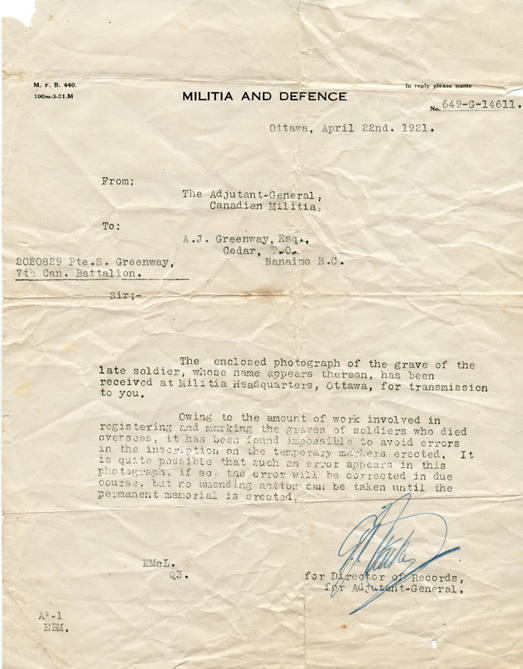 M. F. B. 440.
100m-3-21.M
In reply please quote
MILITIA AND DEFENCE
No. 649-G-14611.
Ottawa, April 22nd. 1921.
From:
The Adjutant-General,
Canadian Militia.
To:
A.J. Greenway, Esq.,
Cedar, P.O.
2020829 Pte.S. Greenway, Nanaimo B.C.
7th Can. Battalion.
Sir;-
The enclosed photograph of the grave of the
late soldier, whose name appears thereon, has been
received at Militia Headquarters, Ottawa, for transmission
to you.
Owing to the amount of work involved in
registering and marking the graves of soldiers who died
overseas, it has been found impossible to avoid errors
in the inscription on the temporary markers erected. It
is quite possible that such an error appears in this
photograph, if so, the error will be corrected in due
course, but no amending action can be taken until the
permanent memorial is erected.
KMcL.
Q3.
for Director of Records,
for Adjutant-General.
EEM.